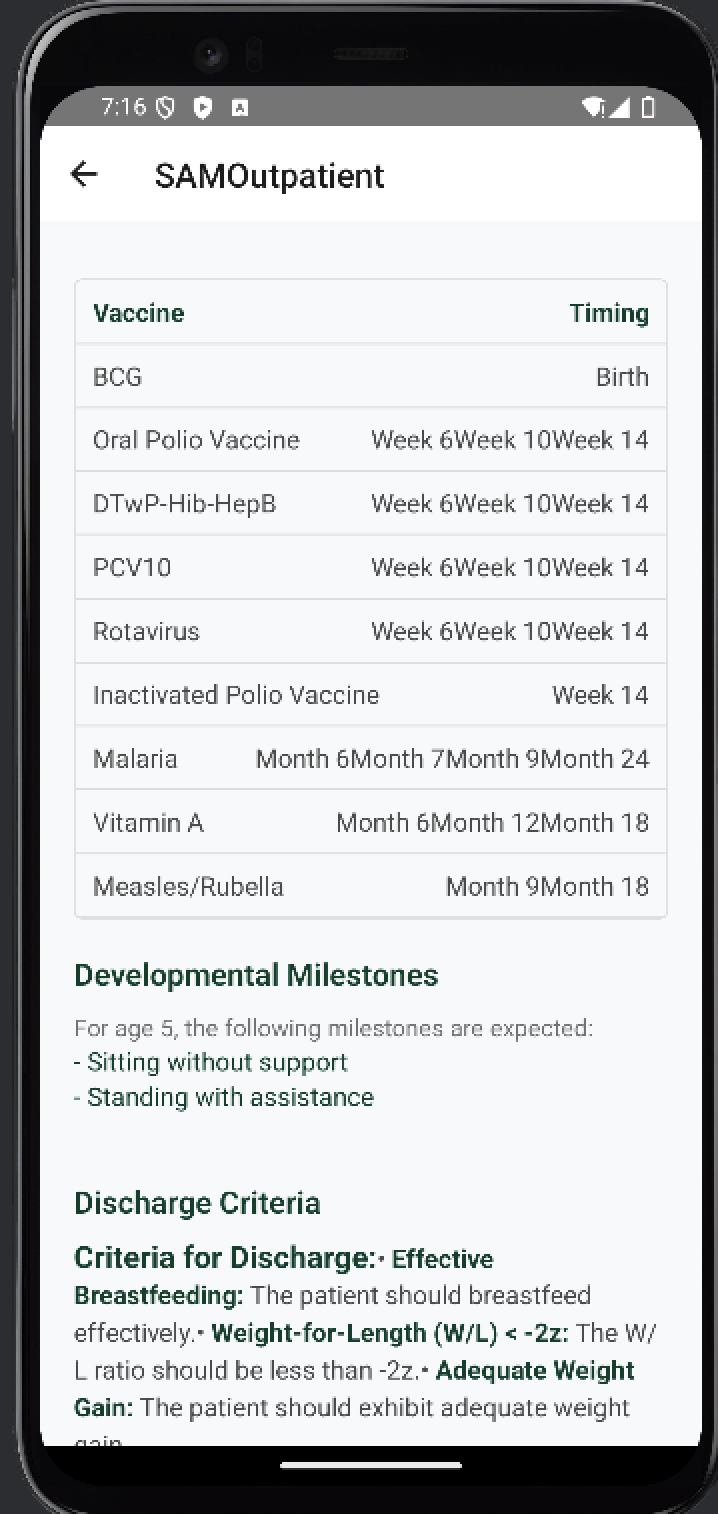 7:16
SAMOutpatient
Vaccine Timing
BCG Birth
Oral Polio Vaccine Week 6Week 10Week 14
DTwP-Hib-HepB Week 6Week 10Week 14
PCV10 Week 6Week 10Week 14
Rotavirus Week 6Week 10Week 14
Inactivated Polio Vaccine Week 14
Malaria Month 6Month 7Month 9Month 24
Vitamin A Month 6Month 12Month 18
Measles/Rubella Month 9Month 18
Developmental Milestones
For age 5, the following milestones are expected:
- Sitting without support
- Standing with assistance
Discharge Criteria
Criteria for Discharge:• Effective
Breastfeeding: The patient should breastfeed
effectively.• Weight-for-Length (W/L) < -2z: The W/
L ratio should be less than -2z.• Adequate Weight
Gain: The patient should exhibit adequate weight
gain